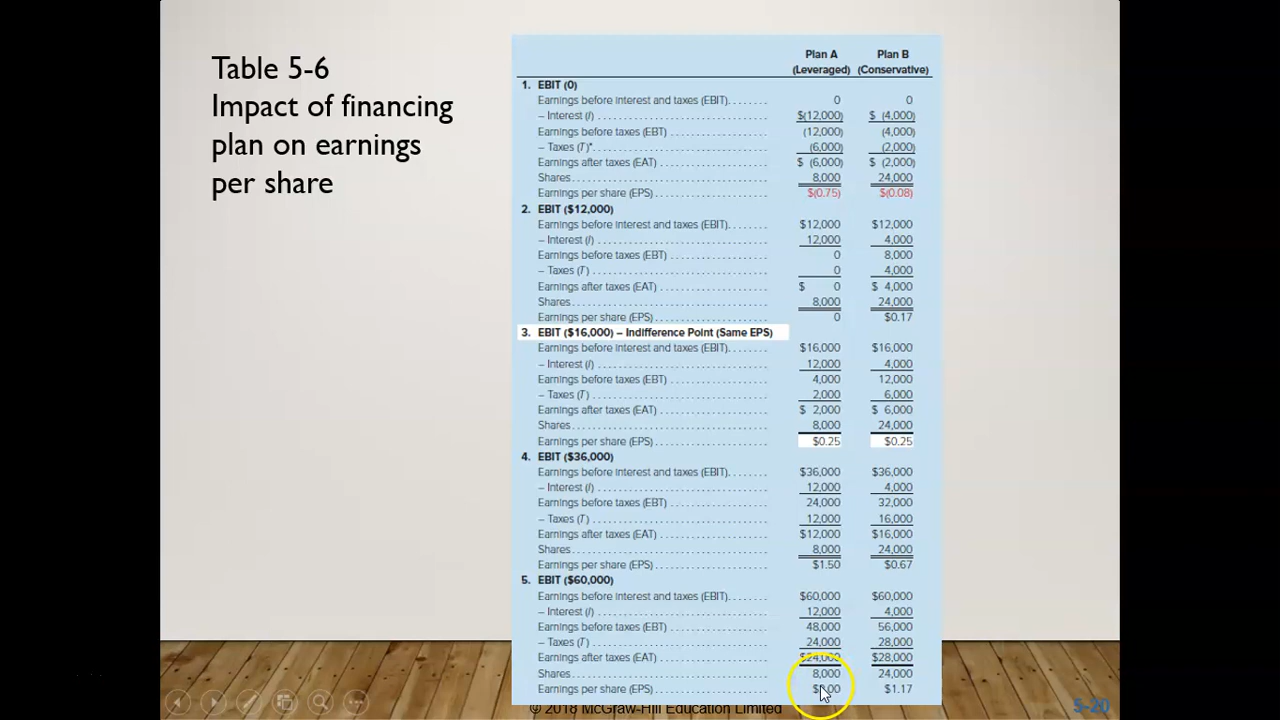 Table 5-6
Impact of financing
plan on earnings
per share
Plan A Plan B
(Leveraged) (Conservative)
1. EBIT (0)
Earnings before interest and taxes (EBIT)........ 0 0
– Interest (I) ........ $(12,000) $ (4,000)
Earnings before taxes (EBT) ........ (12,000) (4,000)
– Taxes (T)* ........ (6,000) (2,000)
Earnings after taxes (EAT) ........ $ (6,000) $ (2,000)
Shares ........ 8,000 24,000
Earnings per share (EPS) ........ $(0.75) $(0.08)
2. EBIT ($12,000)
Earnings before interest and taxes (EBIT)........ $12,000 $12,000
– Interest (I) ........ 12,000 4,000
Earnings before taxes (EBT) ........ 0 8,000
– Taxes (T) ........ 0 4,000
Earnings after taxes (EAT) ........ $ 0 $ 4,000
Shares ........ 8,000 24,000
Earnings per share (EPS) ........ 0 $0.17
3. EBIT ($16,000) – Indifference Point (Same EPS)
Earnings before interest and taxes (EBIT)........ $16,000 $16,000
– Interest (I) ........ 12,000 4,000
Earnings before taxes (EBT) ........ 4,000 12,000
– Taxes (T) ........ 2,000 6,000
Earnings after taxes (EAT) ........ $ 2,000 $ 6,000
Shares ........ 8,000 24,000
Earnings per share (EPS) ........ $0.25 $0.25
4. EBIT ($36,000)
Earnings before interest and taxes (EBIT)........ $36,000 $36,000
– Interest (I) ........ 12,000 4,000
Earnings before taxes (EBT) ........ 24,000 32,000
– Taxes (T) ........ 12,000 16,000
Earnings after taxes (EAT) ........ $12,000 $16,000
Shares ........ 8,000 24,000
Earnings per share (EPS) ........ $1.50 $0.67
5. EBIT ($60,000)
Earnings before interest and taxes (EBIT)........ $60,000 $60,000
– Interest (I) ........ 12,000 4,000
Earnings before taxes (EBT) ........ 48,000 56,000
– Taxes (T) ........ 24,000 28,000
Earnings after taxes (EAT) ........ $24,000 $28,000
Shares ........ 8,000 24,000
Earnings per share (EPS) ........ $1.17
© 2018 McGraw-Hill Education Limited
5-20